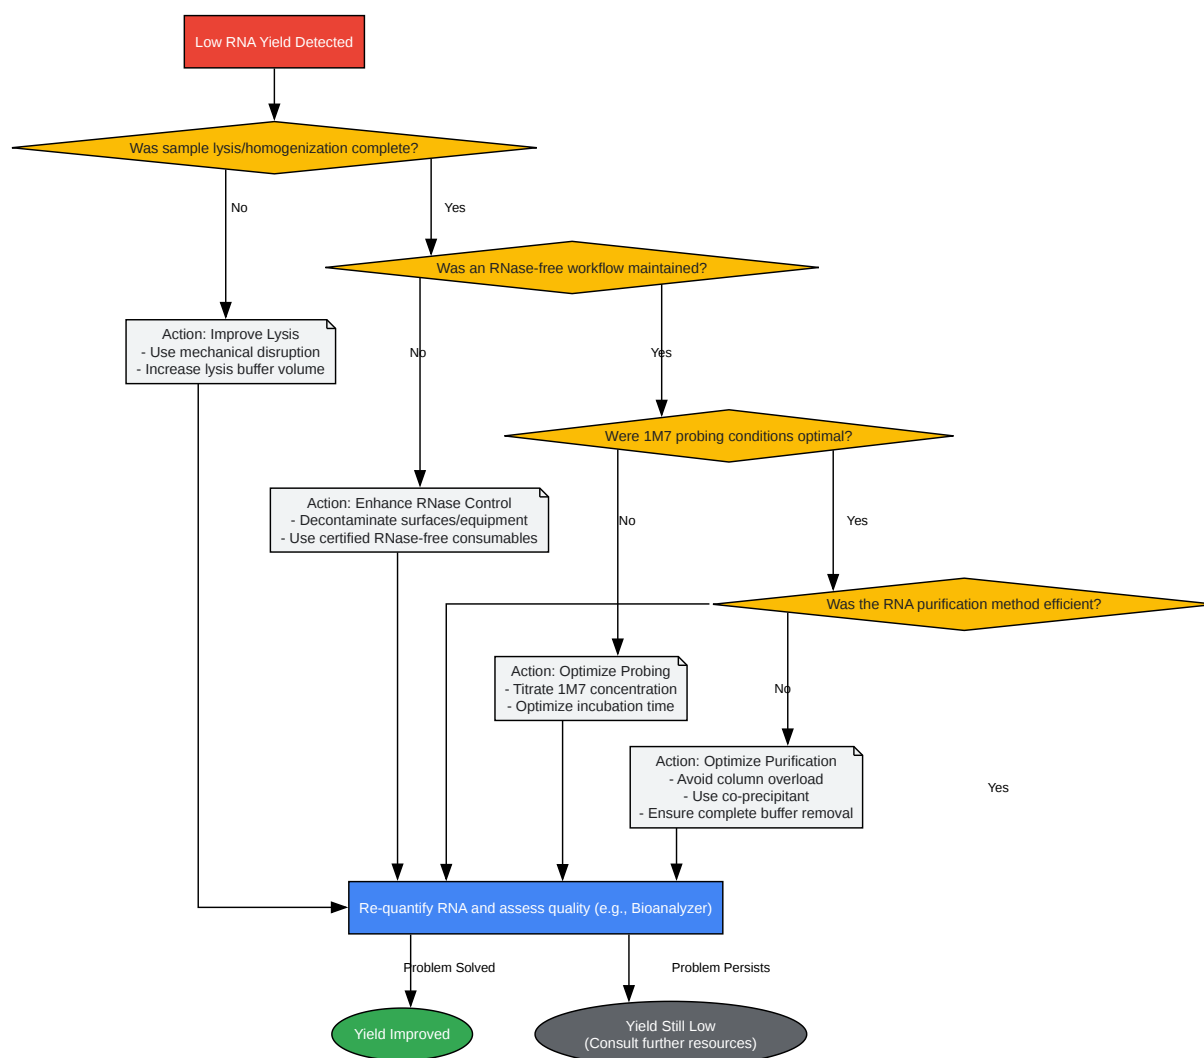 Low RNA Yield Detected
Was sample lysis/homogenization complete?
No
Yes
Was an RNase-free workflow maintained?
Action: Improve Lysis
- Use mechanical disruption
- Increase lysis buffer volume
No
Yes
Were 1M7 probing conditions optimal?
Action: Enhance RNase Control
- Decontaminate surfaces/equipment
- Use certified RNase-free consumables
No
Yes
Was the RNA purification method efficient?
Action: Optimize Probing
- Titrate 1M7 concentration
- Optimize incubation time
No
Action: Optimize Purification
- Avoid column overload
- Use co-precipitant
- Ensure complete buffer removal
Yes
Re-quantify RNA and assess quality (e.g., Bioanalyzer)
Problem Solved
Problem Persists
Yield Improved
Yield Still Low
(Consult further resources)